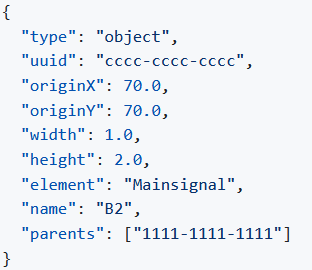 {
  "type": "object",
  "uuid": "cccc-cccc-cccc",
  "originX": 70.0,
  "originY": 70.0,
  "width": 1.0,
  "height": 2.0,
  "element": "Mainsignal",
  "name": "B2",
  "parents": ["1111-1111-1111"]
}